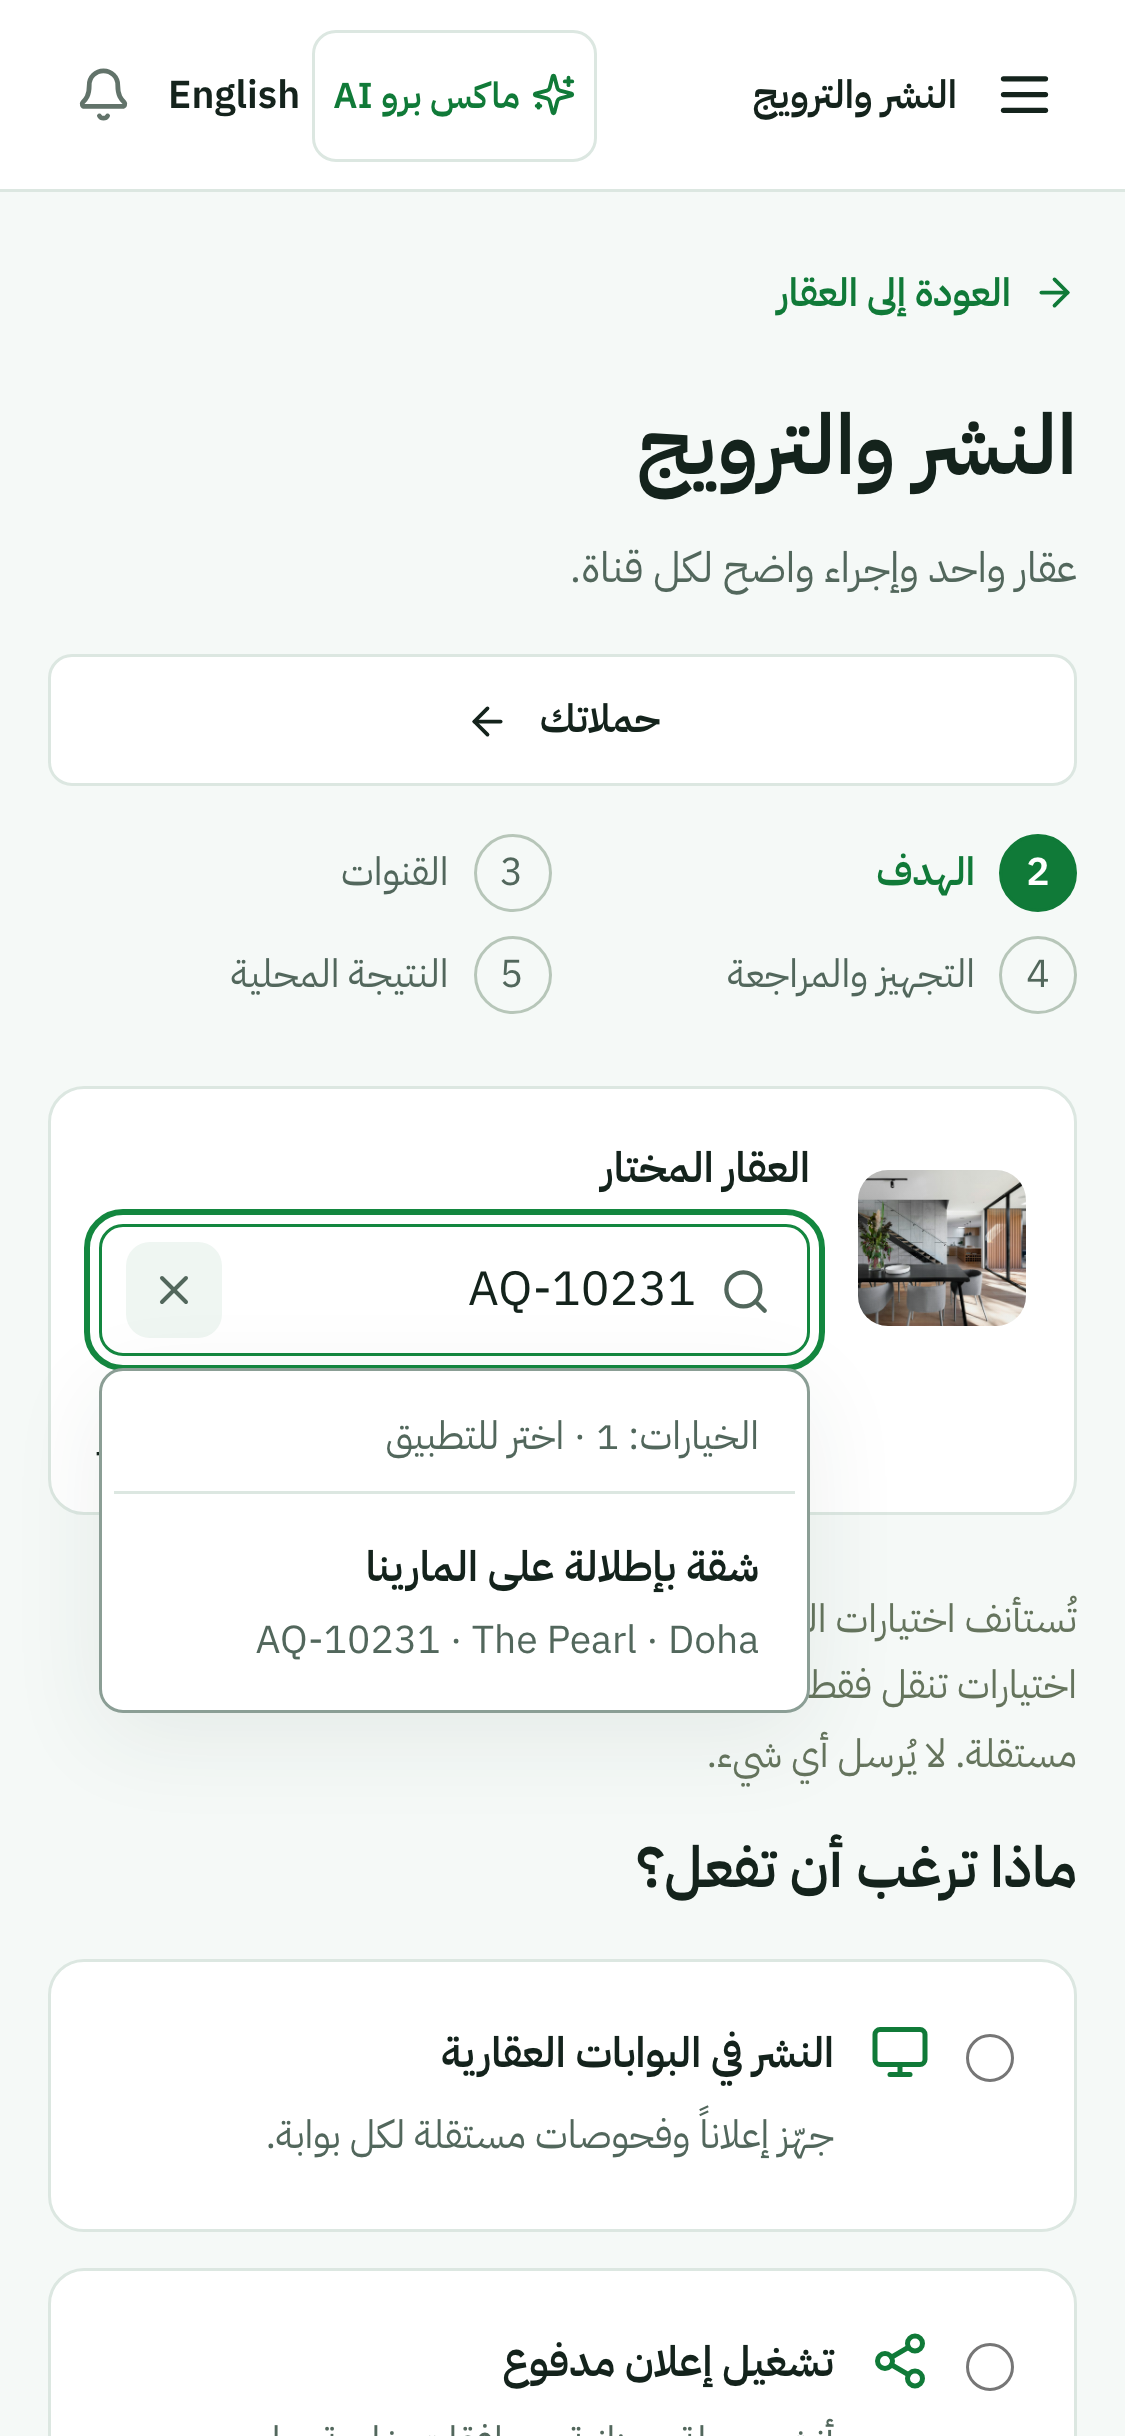 النشر والترويج
ماكس برو AI
English
العودة إلى العقار
النشر والترويج
عقار واحد وإجراء واضح لكل قناة.
حملاتك
2 الهدف
3 القنوات
4 التجهيز والمراجعة
5 النتيجة المحلية
العقار المختار
AQ-10231
الخيارات: 1 · اختر للتطبيق
شقة بإطلالة على المارينا
AQ-10231 · The Pearl · Doha
تُستأنف اختيارات
اختيارات تنقل فقط
مستقلة. لا يُرسل أي شيء.
ماذا ترغب أن تفعل؟
النشر في البوابات العقارية
جهّز إعلاناً وفحوصات مستقلة لكل بوابة.
تشغيل إعلان مدفوع